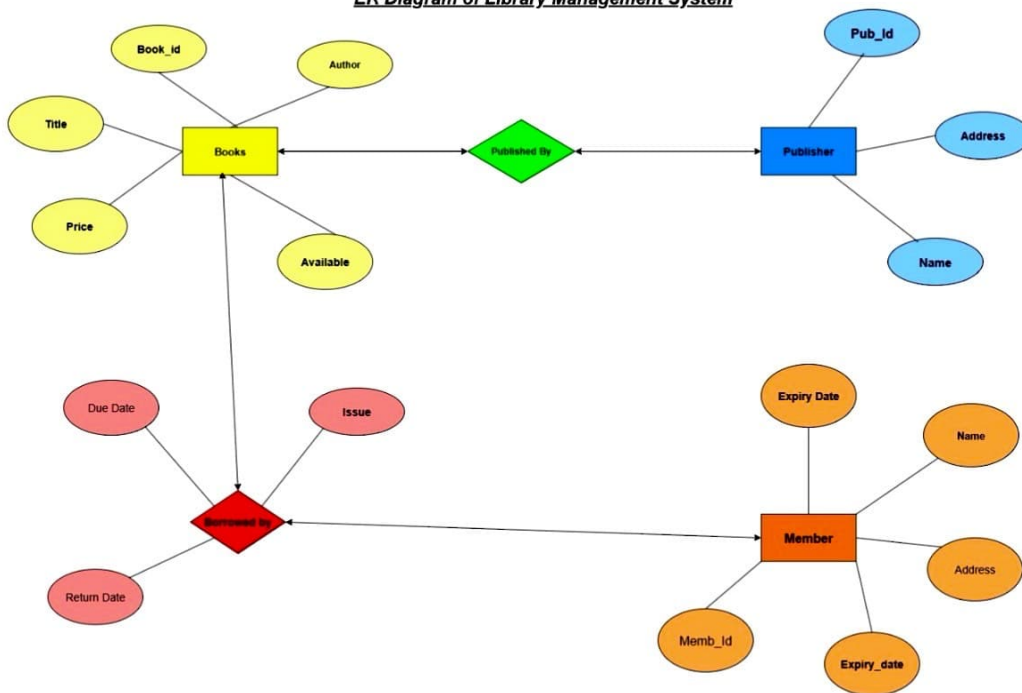 ER Diagram of Library Management System
Pub_Id
Book_id
Author
Title
Address
Books
Published By
Publisher
Price
Available
Name
Expiry Date
Due Date
Issue
Name
Borrowed by
Member
Address
Return Date
Memb_Id
Expiry_date